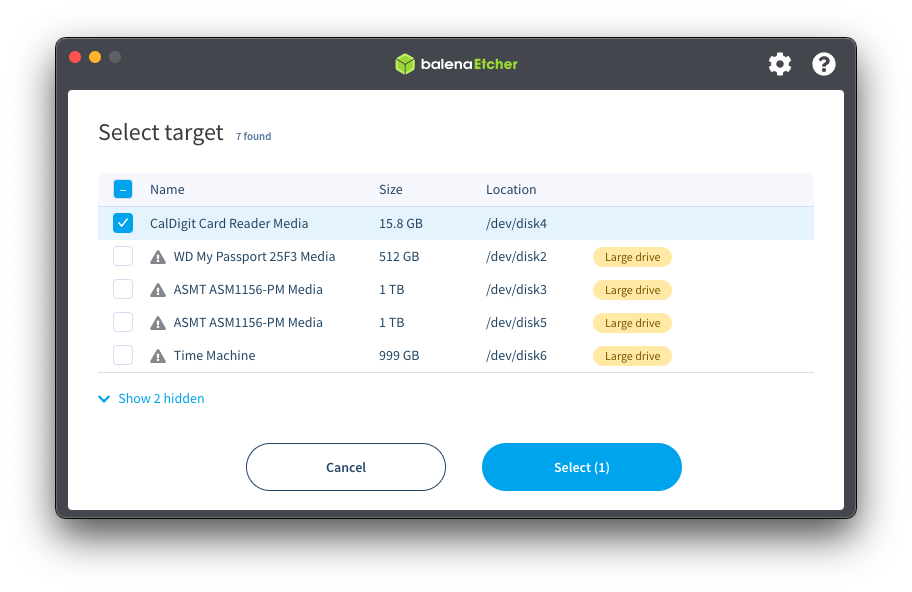 balenaEtcher
Select target 7 found
Name Size Location
CalDigit Card Reader Media 15.8 GB /dev/disk4
WD My Passport 25F3 Media 512 GB /dev/disk2 Large drive
ASMT ASM1156-PM Media 1 TB /dev/disk3 Large drive
ASMT ASM1156-PM Media 1 TB /dev/disk5 Large drive
Time Machine 999 GB /dev/disk6 Large drive
Show 2 hidden
Cancel Select (1)